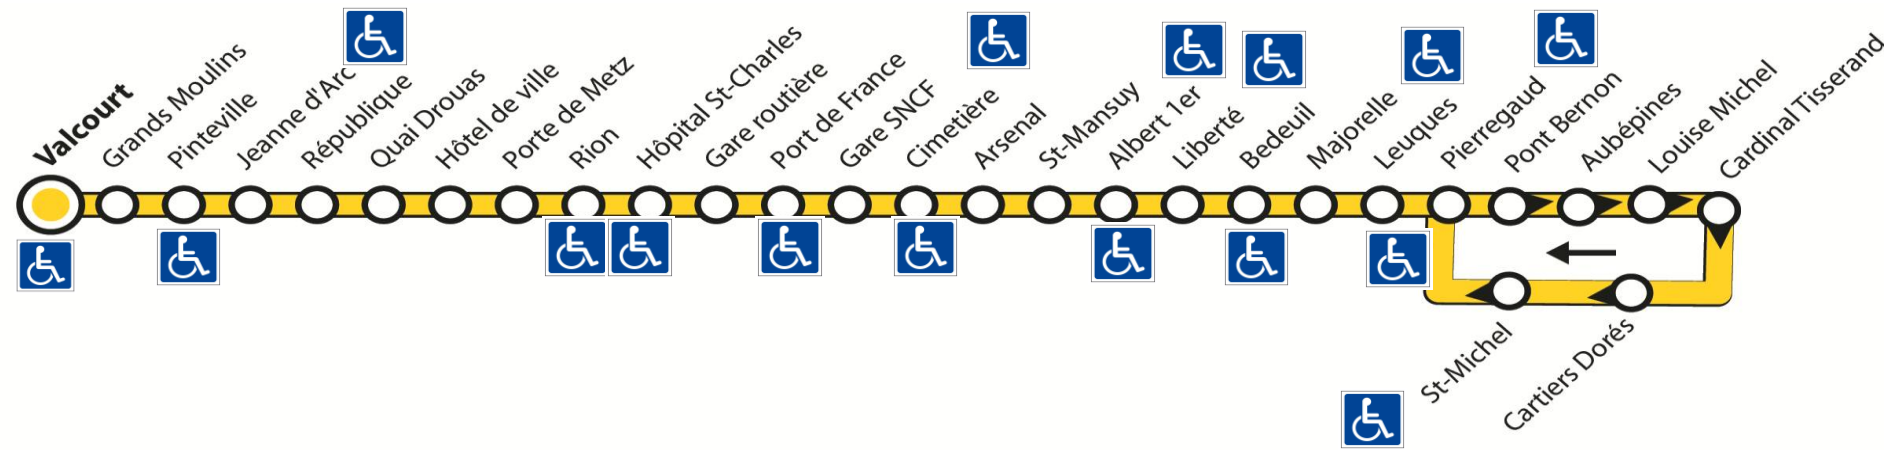 Valcourt
Grands Moulins
Pinteville
Jeanne d'Arc
République
Quai Drouas
Hôtel de ville
Porte de Metz
Rion
Hôpital St-Charles
Gare routière
Port de France
Gare SNCF
Cimetière
Arsenal
St-Mansuy
Albert 1er
Liberté
Bedeuil
Majorelle
Leuques
Pierregaud
Pont Bernon
Aubépines
Louise Michel
Cardinal Tisserand
St-Michel
Cartiers Dorés